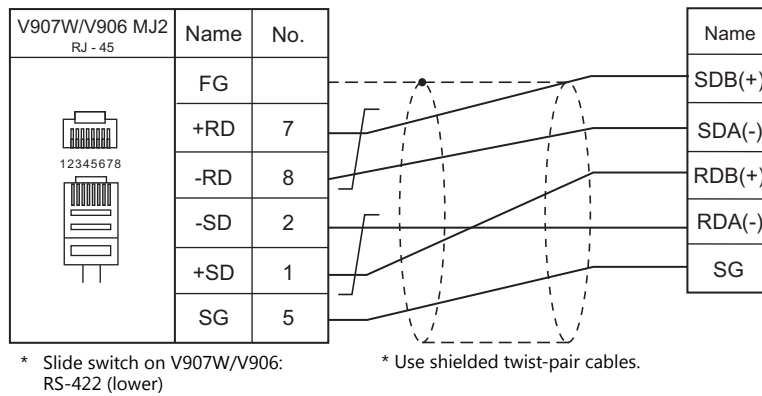 V907W/V906 MJ2 Name No. Name
RJ - 45
FG SDB(+)
+RD 7 SDA(-)
12345678
-RD 8 RDB(+)
-SD 2 RDA(-)
+SD 1 SG
SG 5
* Slide switch on V907W/V906:
RS-422 (lower)
* Use shielded twist-pair cables.